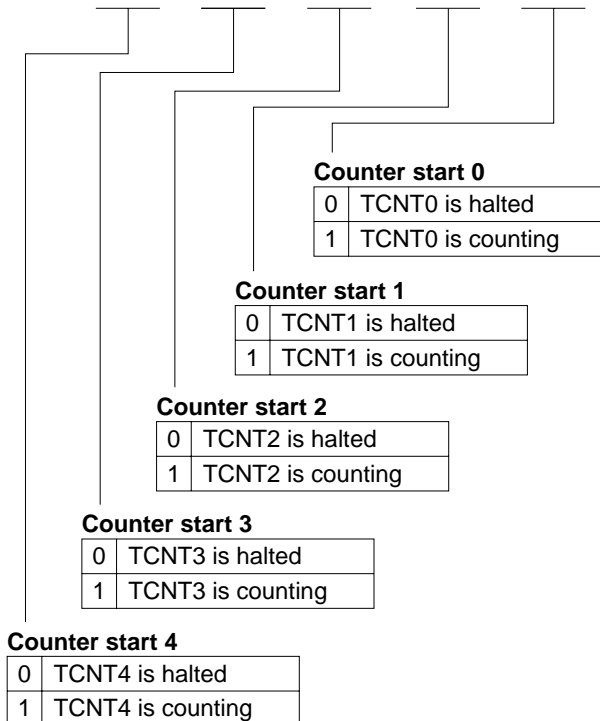 Counter start 0
0 TCNT0 is halted
1 TCNT0 is counting
Counter start 1
0 TCNT1 is halted
1 TCNT1 is counting
Counter start 2
0 TCNT2 is halted
1 TCNT2 is counting
Counter start 3
0 TCNT3 is halted
1 TCNT3 is counting
Counter start 4
0 TCNT4 is halted
1 TCNT4 is counting